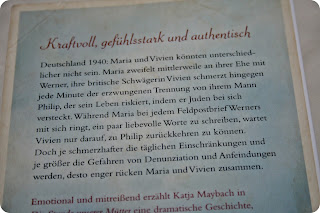 Kraftvoll, gefühlsstark und authentisch
Deutschland 1940: Maria und Vivien könnten unterschied-
licher nicht sein. Maria zweifelt mittlerweile an ihrer Ehe mit
Werner, ihre britische Schwägerin Vivien schmerzt hingegen
jede Minute der erzwungenen Trennung von ihrem Mann
Philip, der sein Leben riskiert, indem er Juden bei sich
versteckt. Während Maria bei jedem Feldpostbrief Werners
mit sich ringt, ein paar liebevolle Worte zu schreiben, wartet
Vivien nur darauf, zu Philip zurückkehren zu können.
Doch je schmerzhafter die täglichen Einschränkungen und
je größer die Gefahren von Denunziation und Anfeindungen
werden, desto enger rücken Maria und Vivien zusammen.
Emotional und mitreißend erzählt Katja Maybach in
Mütter eine dramatische Geschichte,